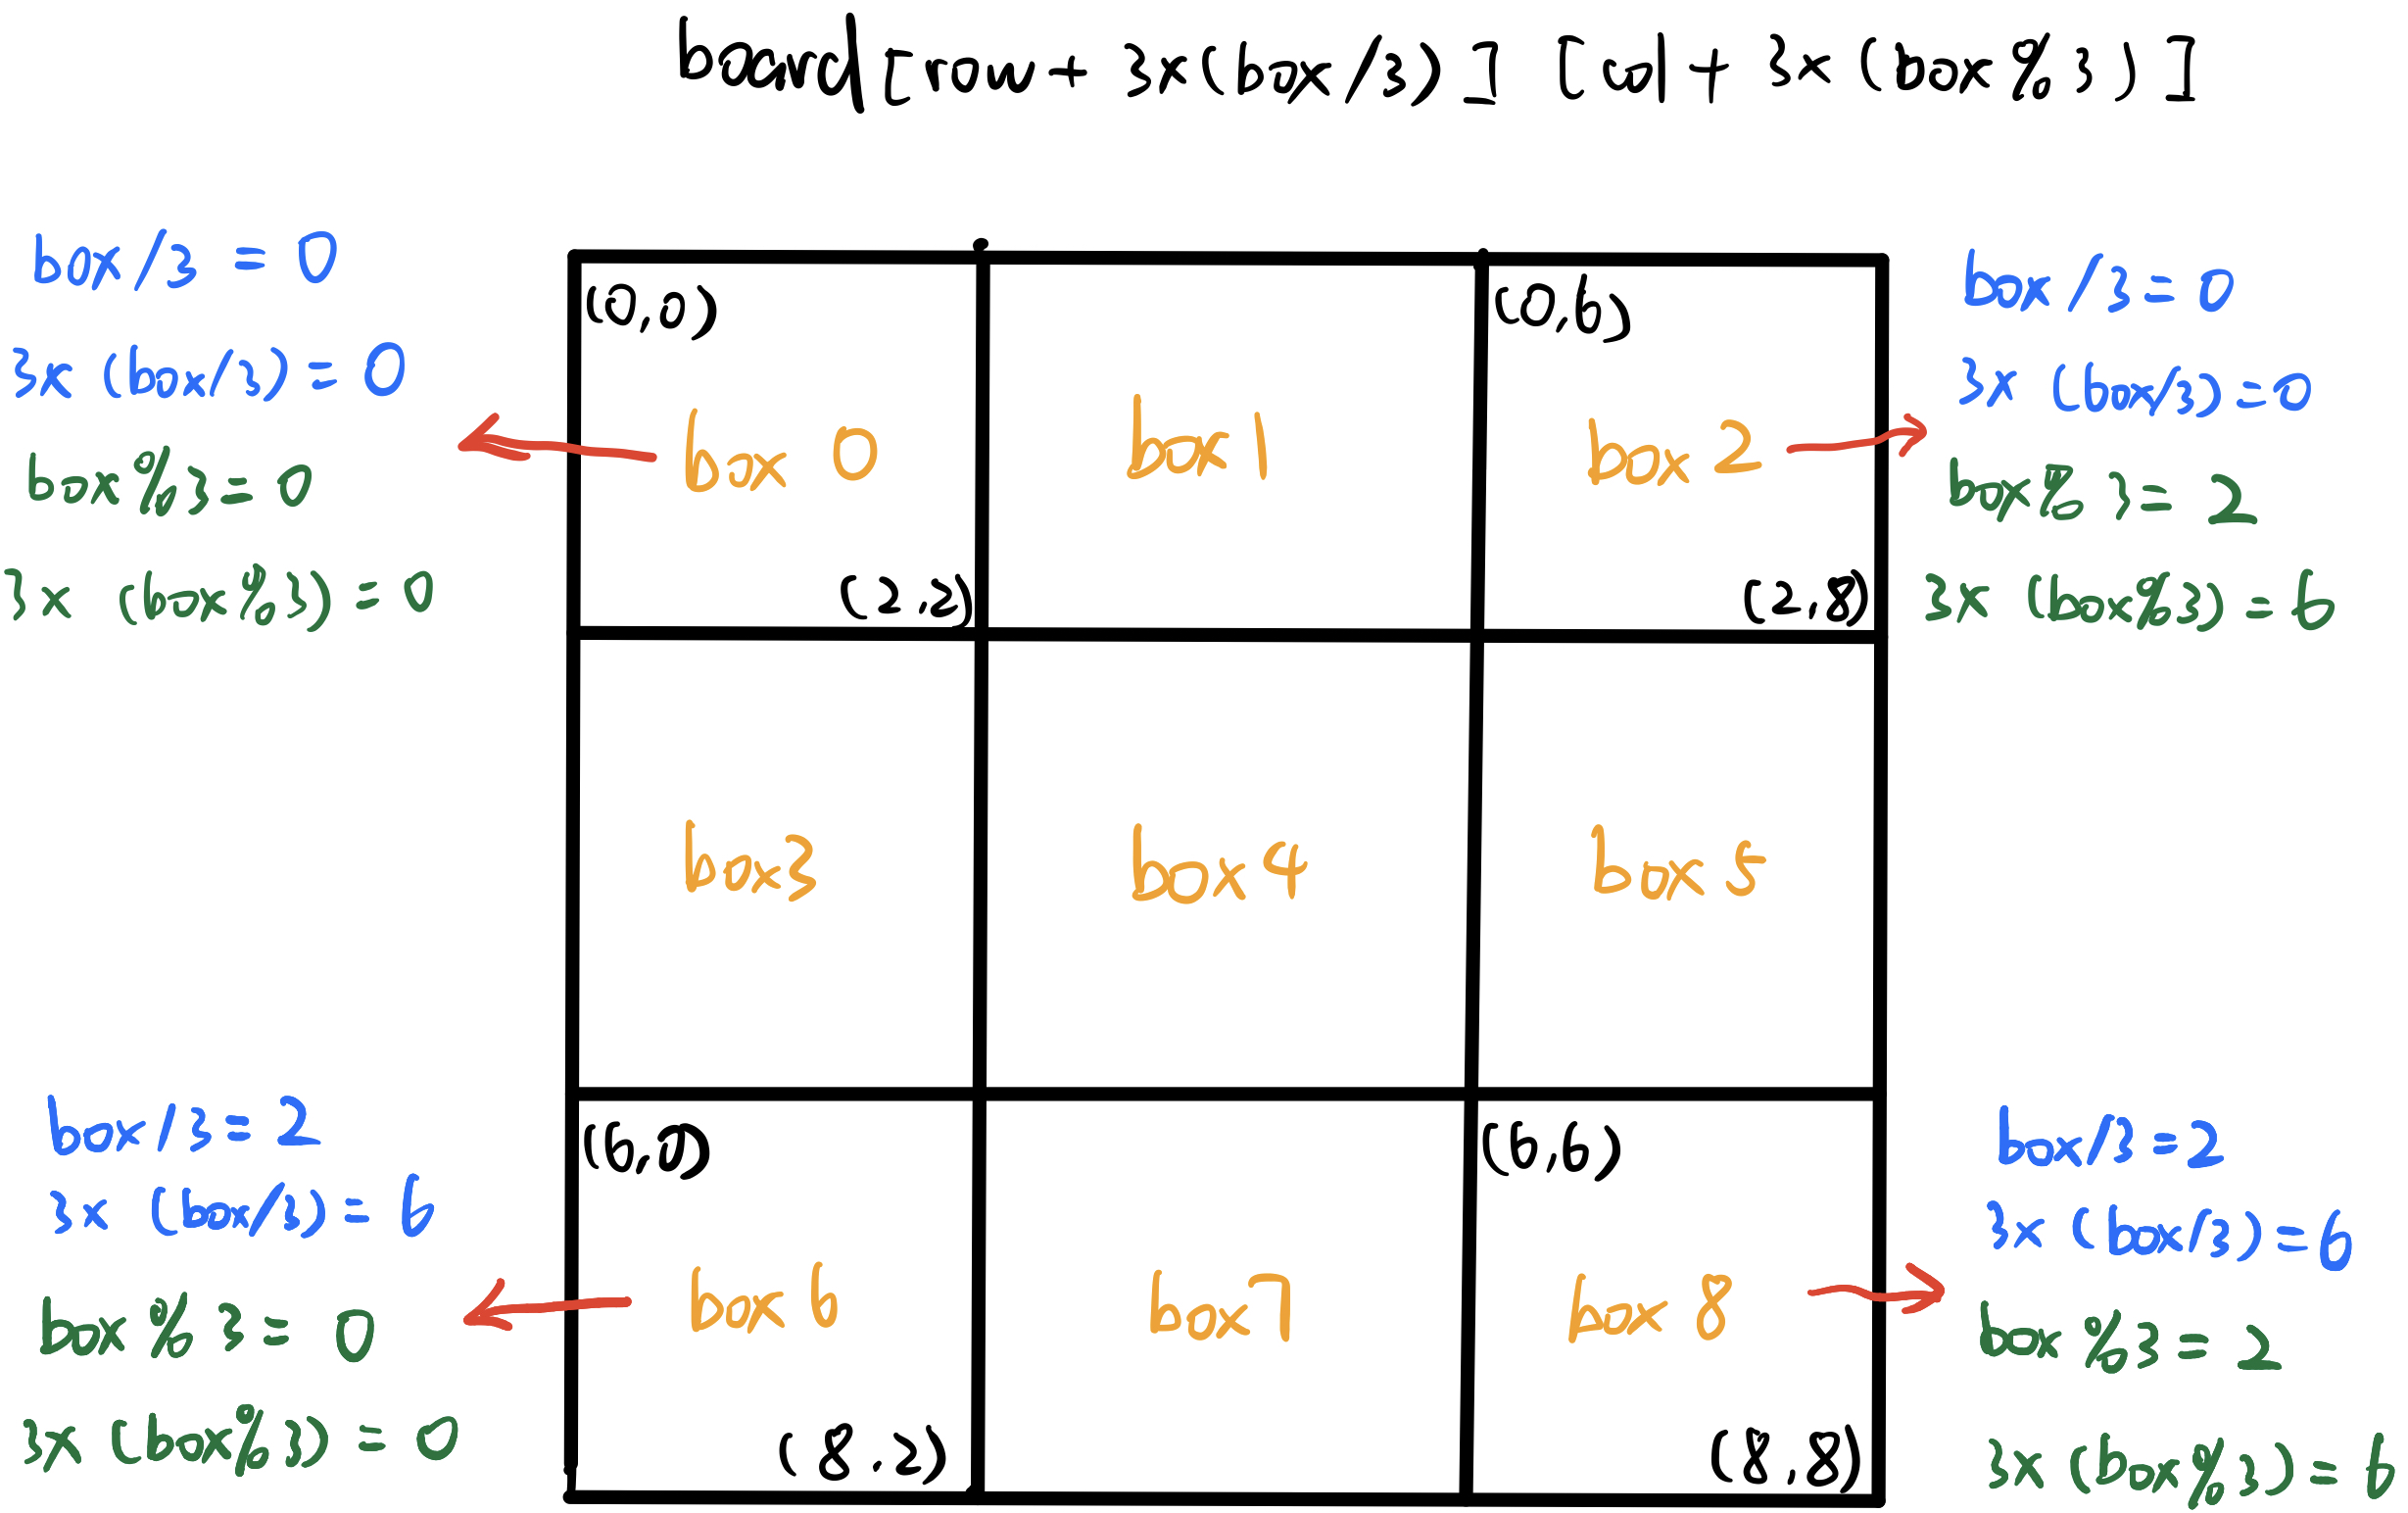 board[row+ 3x(box/3)] [col + 3x (box%3)]
box/3 = 0
3x (box/3) = 0
box%3=0
3x (box%3) = 0
(0,0)
box 0
(2,2)
box 1
(0,6)
box 2
(2,8)
box/3=0
3x (box/3)=0
box% 3= 2
3x (box%3) = 6
box3
box4
box 5
box/3=2
3x (box/3) = 6
box % 3= 0
3x (box%3) = 0
(6,0)
box 6
(8,2)
box7
(6,6)
box 8
(8,8)
box/3=2
3x (box/3)=6
box %3= 2
3x (box%3)= 6